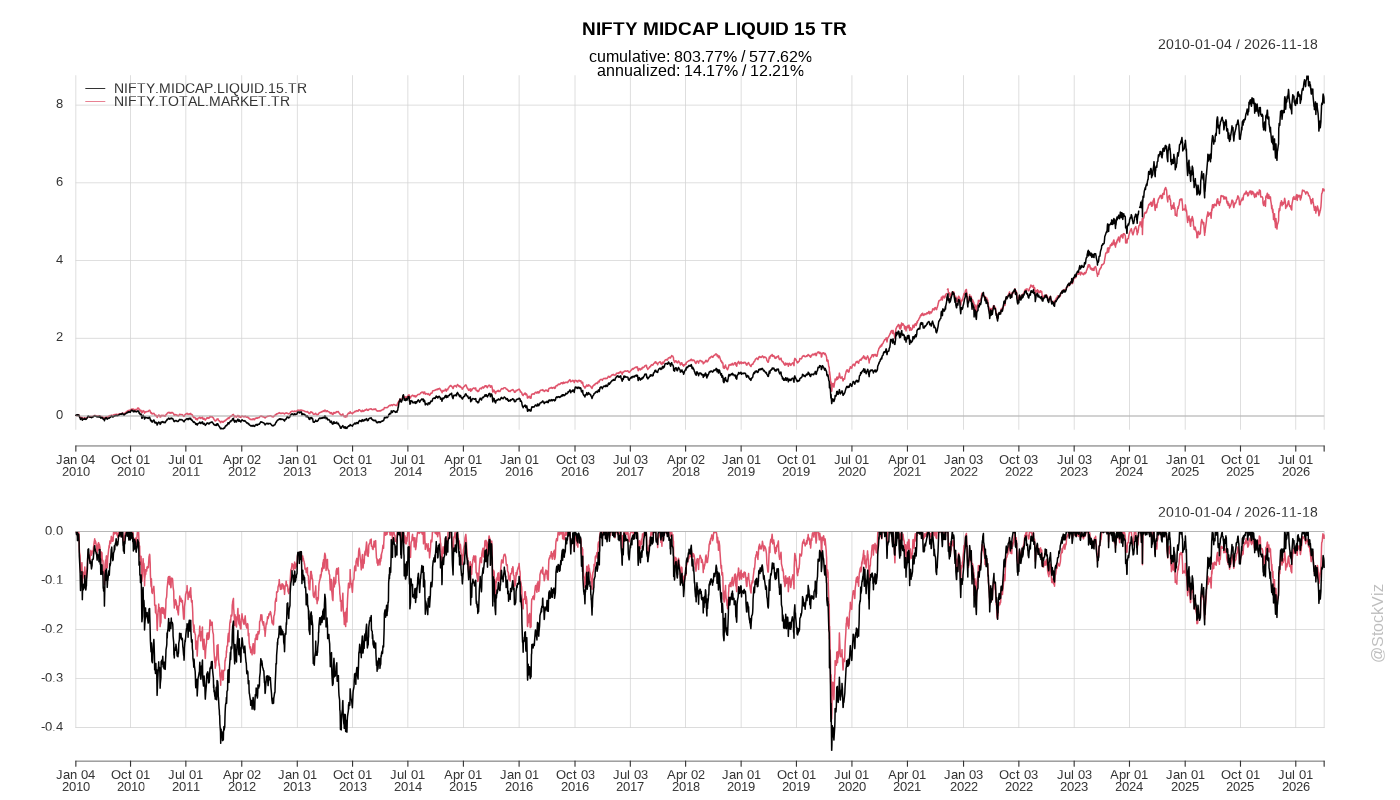 NIFTY MIDCAP LIQUID 15 TR
cumulative: 803.77% / 577.62%
annualized: 14.17% / 12.21%
2010-01-04 / 2026-11-18
NIFTY.MIDCAP.LIQUID.15.TR
NIFTY.TOTAL.MARKET.TR
8
6
4
2
0
Jan 04 Oct 01 Jul 01 Apr 02 Jan 01 Oct 01 Jul 01 Apr 01 Jan 01 Oct 03 Jul 03 Apr 02 Jan 01 Oct 01 Jul 01 Apr 01 Jan 03 Oct 03 Jul 03 Apr 01 Jan 01 Oct 01 Jul 01
2010 2010 2011 2012 2013 2013 2014 2015 2016 2016 2017 2018 2019 2019 2020 2021 2022 2022 2023 2024 2025 2025 2026
2010-01-04 / 2026-11-18
0.0
-0.1
-0.2
-0.3
-0.4
Jan 04 Oct 01 Jul 01 Apr 02 Jan 01 Oct 01 Jul 01 Apr 01 Jan 01 Oct 03 Jul 03 Apr 02 Jan 01 Oct 01 Jul 01 Apr 01 Jan 03 Oct 03 Jul 03 Apr 01 Jan 01 Oct 01 Jul 01
2010 2010 2011 2012 2013 2013 2014 2015 2016 2016 2017 2018 2019 2019 2020 2021 2022 2022 2023 2024 2025 2025 2026
@StockViz